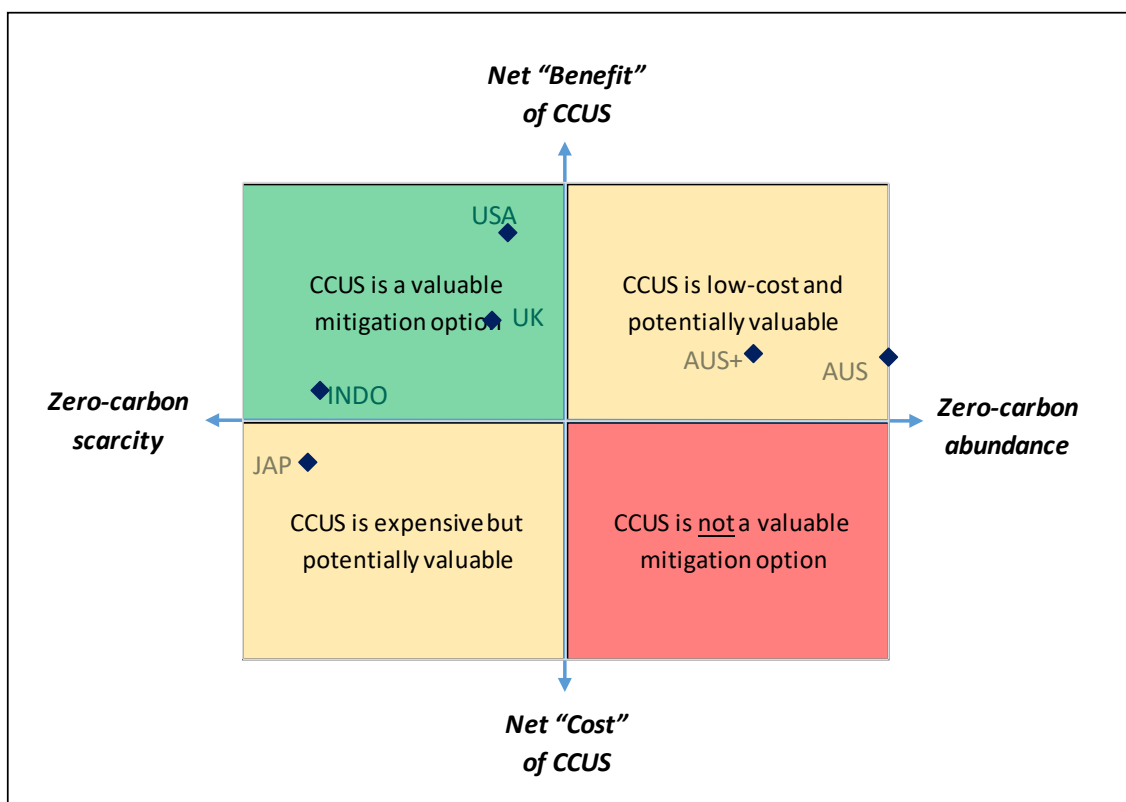 Net “Benefit”
of CCUS
USA
CCUS is a valuable
mitigation option
UK
INDO
CCUS is low-cost and
potentially valuable
AUS+
AUS
Zero-carbon
scarcity
Zero-carbon
abundance
JAP
CCUS is expensive but
potentially valuable
CCUS is not a valuable
mitigation option
Net “Cost”
of CCUS